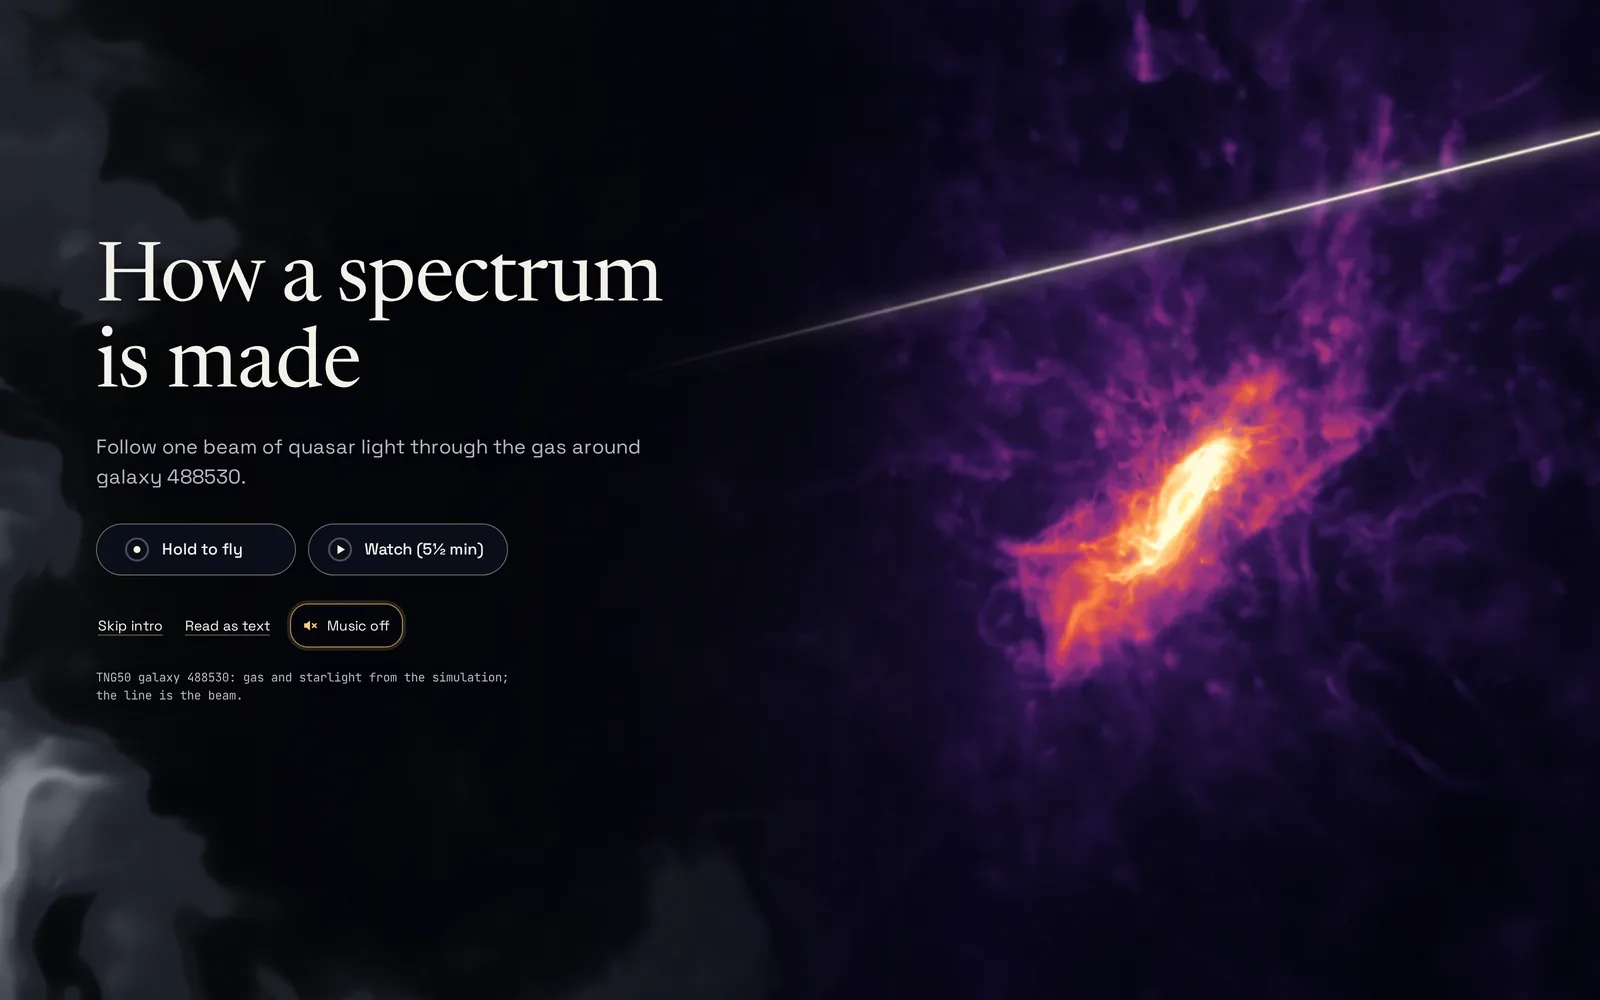 How a spectrum
is made
Follow one beam of quasar light through the gas around
galaxy 488530.
Hold to fly
Watch (5½ min)
Skip intro
Read as text
Music off
TNG50 galaxy 488530: gas and starlight from the simulation;
the line is the beam.